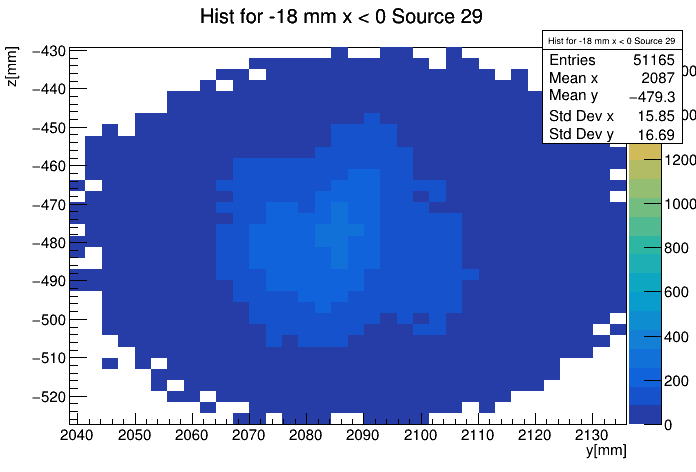 Hist for -18 mm x < 0 Source 29
z[mm]
Hist for -18 mm x < 0 Source 29
Entries 51165
Mean x 2087
Mean y −479.3
Std Dev x 15.85
Std Dev y 16.69
−430
−440
−450
−460
−470
−480
−490
−500
−510
−520
1200
1000
800
600
400
200
0
2040 2050 2060 2070 2080 2090 2100 2110 2120 2130
y[mm]